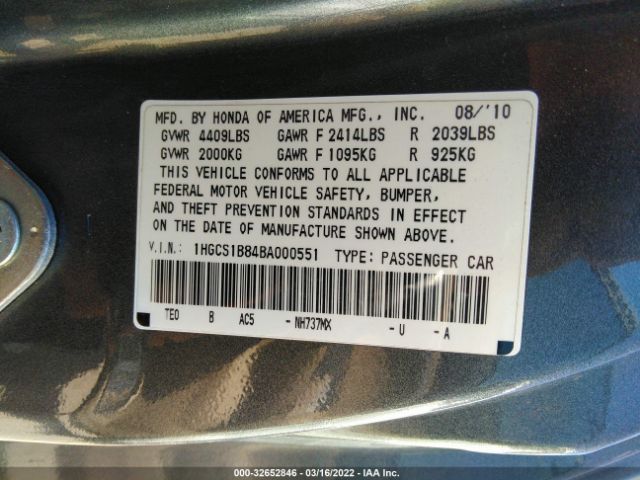 MFD. BY HONDA OF AMERICA MFG., INC. 08/'10
GVWR 4409LBS GAWR F 2414LBS R 2039LBS
GVWR 2000KG GAWR F 1095KG R 925KG
THIS VEHICLE CONFORMS TO ALL APPLICABLE
FEDERAL MOTOR VEHICLE SAFETY, BUMPER,
AND THEFT PREVENTION STANDARDS IN EFFECT
ON THE DATE OF MANUFACTURE SHOWN ABOVE.
V.I.N.: 1HGCS1B84BA000551 TYPE: PASSENGER CAR
TE0 B AC5 -NH737MX -U -A
000-32652846 - 03/16/2022 - IAA Inc.